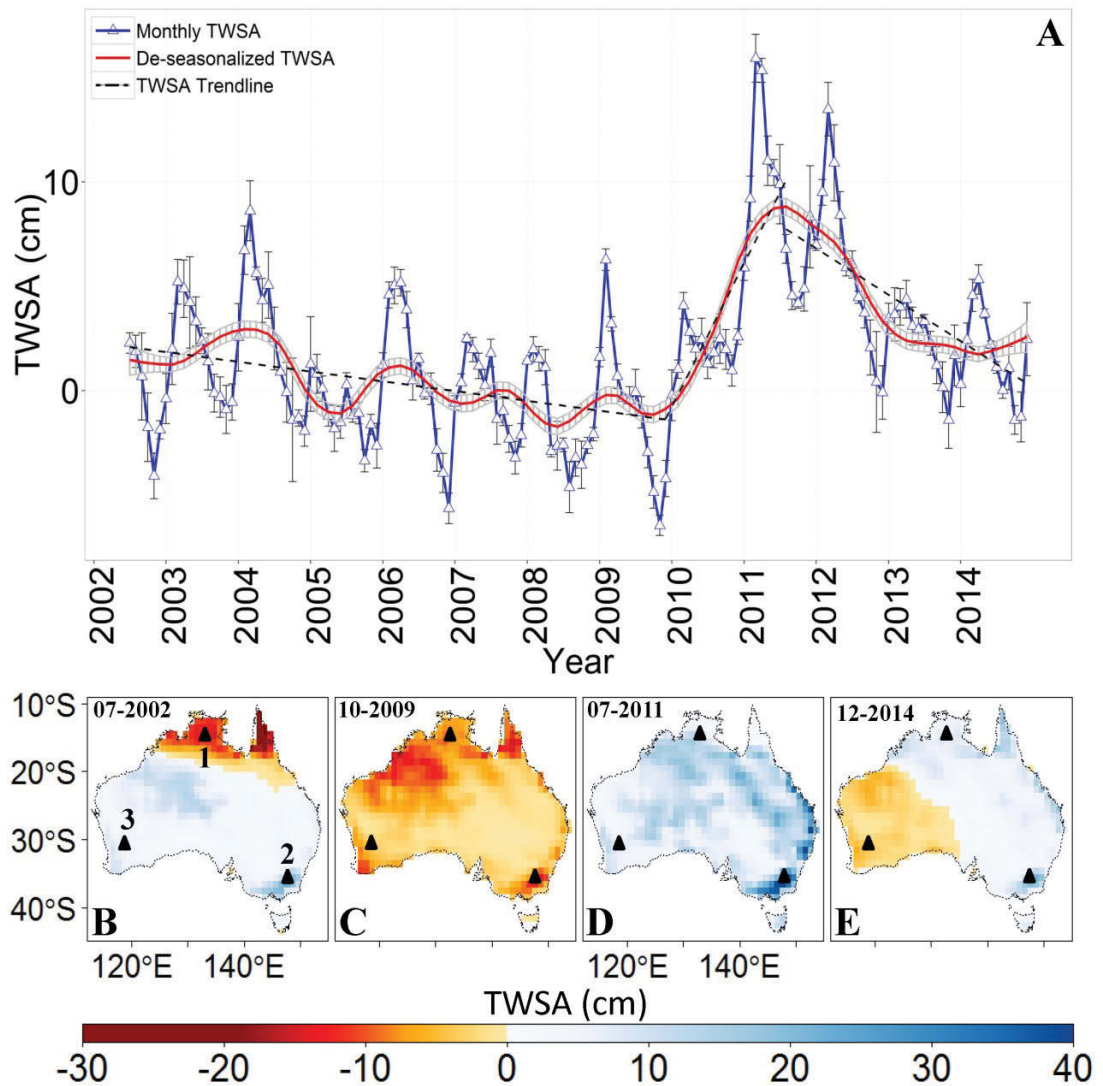 Monthly TWSA
De-seasonalized TWSA
TWSA Trendline
A
TWSA (cm)
10
0
2002 2003 2004 2005 2006 2007 2008 2009 2010 2011 2012 2013 2014
Year
10°S 20°S 30°S 40°S
07-2002
1
3
2
B
10-2009
C
07-2011
D
12-2014
E
120°E 140°E 120°E 140°E
TWSA (cm)
-30 -20 -10 0 10 20 30 40